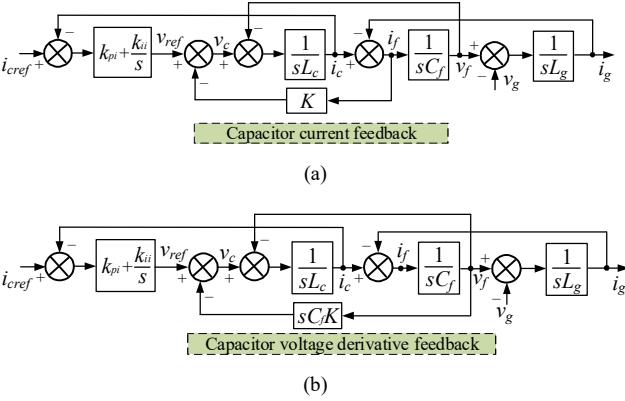 − − −
i_cref + k_pi + k_ii/s v_ref + v_c + 1/sL_c i_c + i_f 1/sC_f v_f + v_g 1/sL_g i_g
− − K
Capacitor current feedback
(a)
− − −
i_cref + k_pi + k_ii/s v_ref + v_c + 1/sL_c i_c + i_f 1/sC_f v_f + v_g 1/sL_g i_g
− − sC_fK
Capacitor voltage derivative feedback
(b)